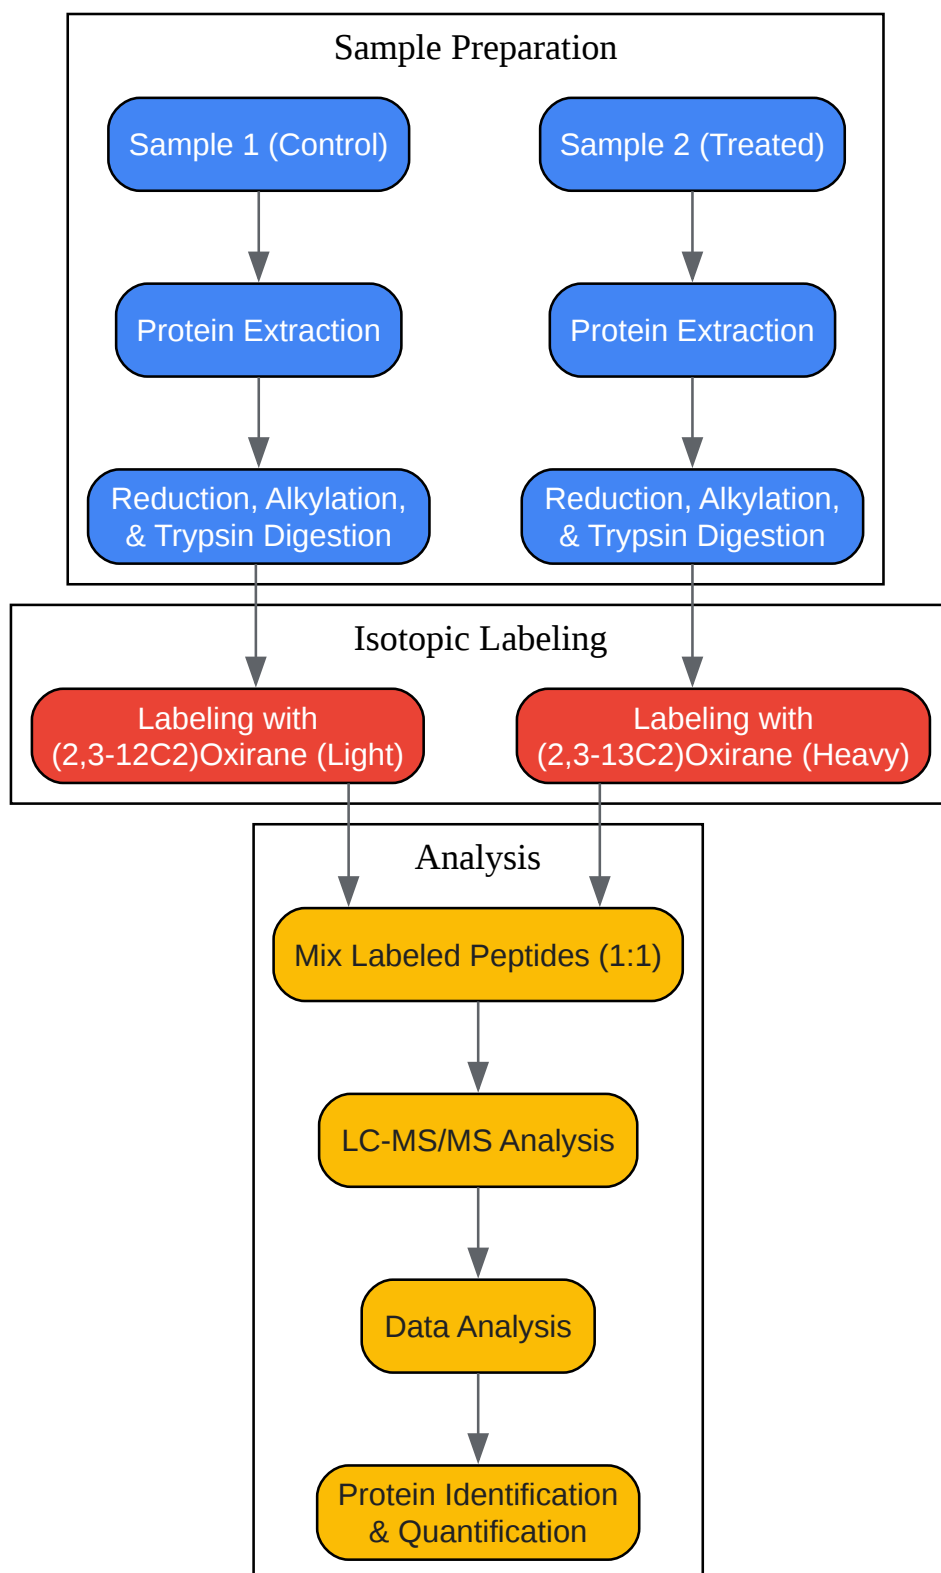 Sample Preparation
Sample 1 (Control)
Sample 2 (Treated)
Protein Extraction
Protein Extraction
Reduction, Alkylation,
& Trypsin Digestion
Reduction, Alkylation,
& Trypsin Digestion
Isotopic Labeling
Labeling with
(2,3-12C2)Oxirane (Light)
Labeling with
(2,3-13C2)Oxirane (Heavy)
Analysis
Mix Labeled Peptides (1:1)
LC-MS/MS Analysis
Data Analysis
Protein Identification
& Quantification